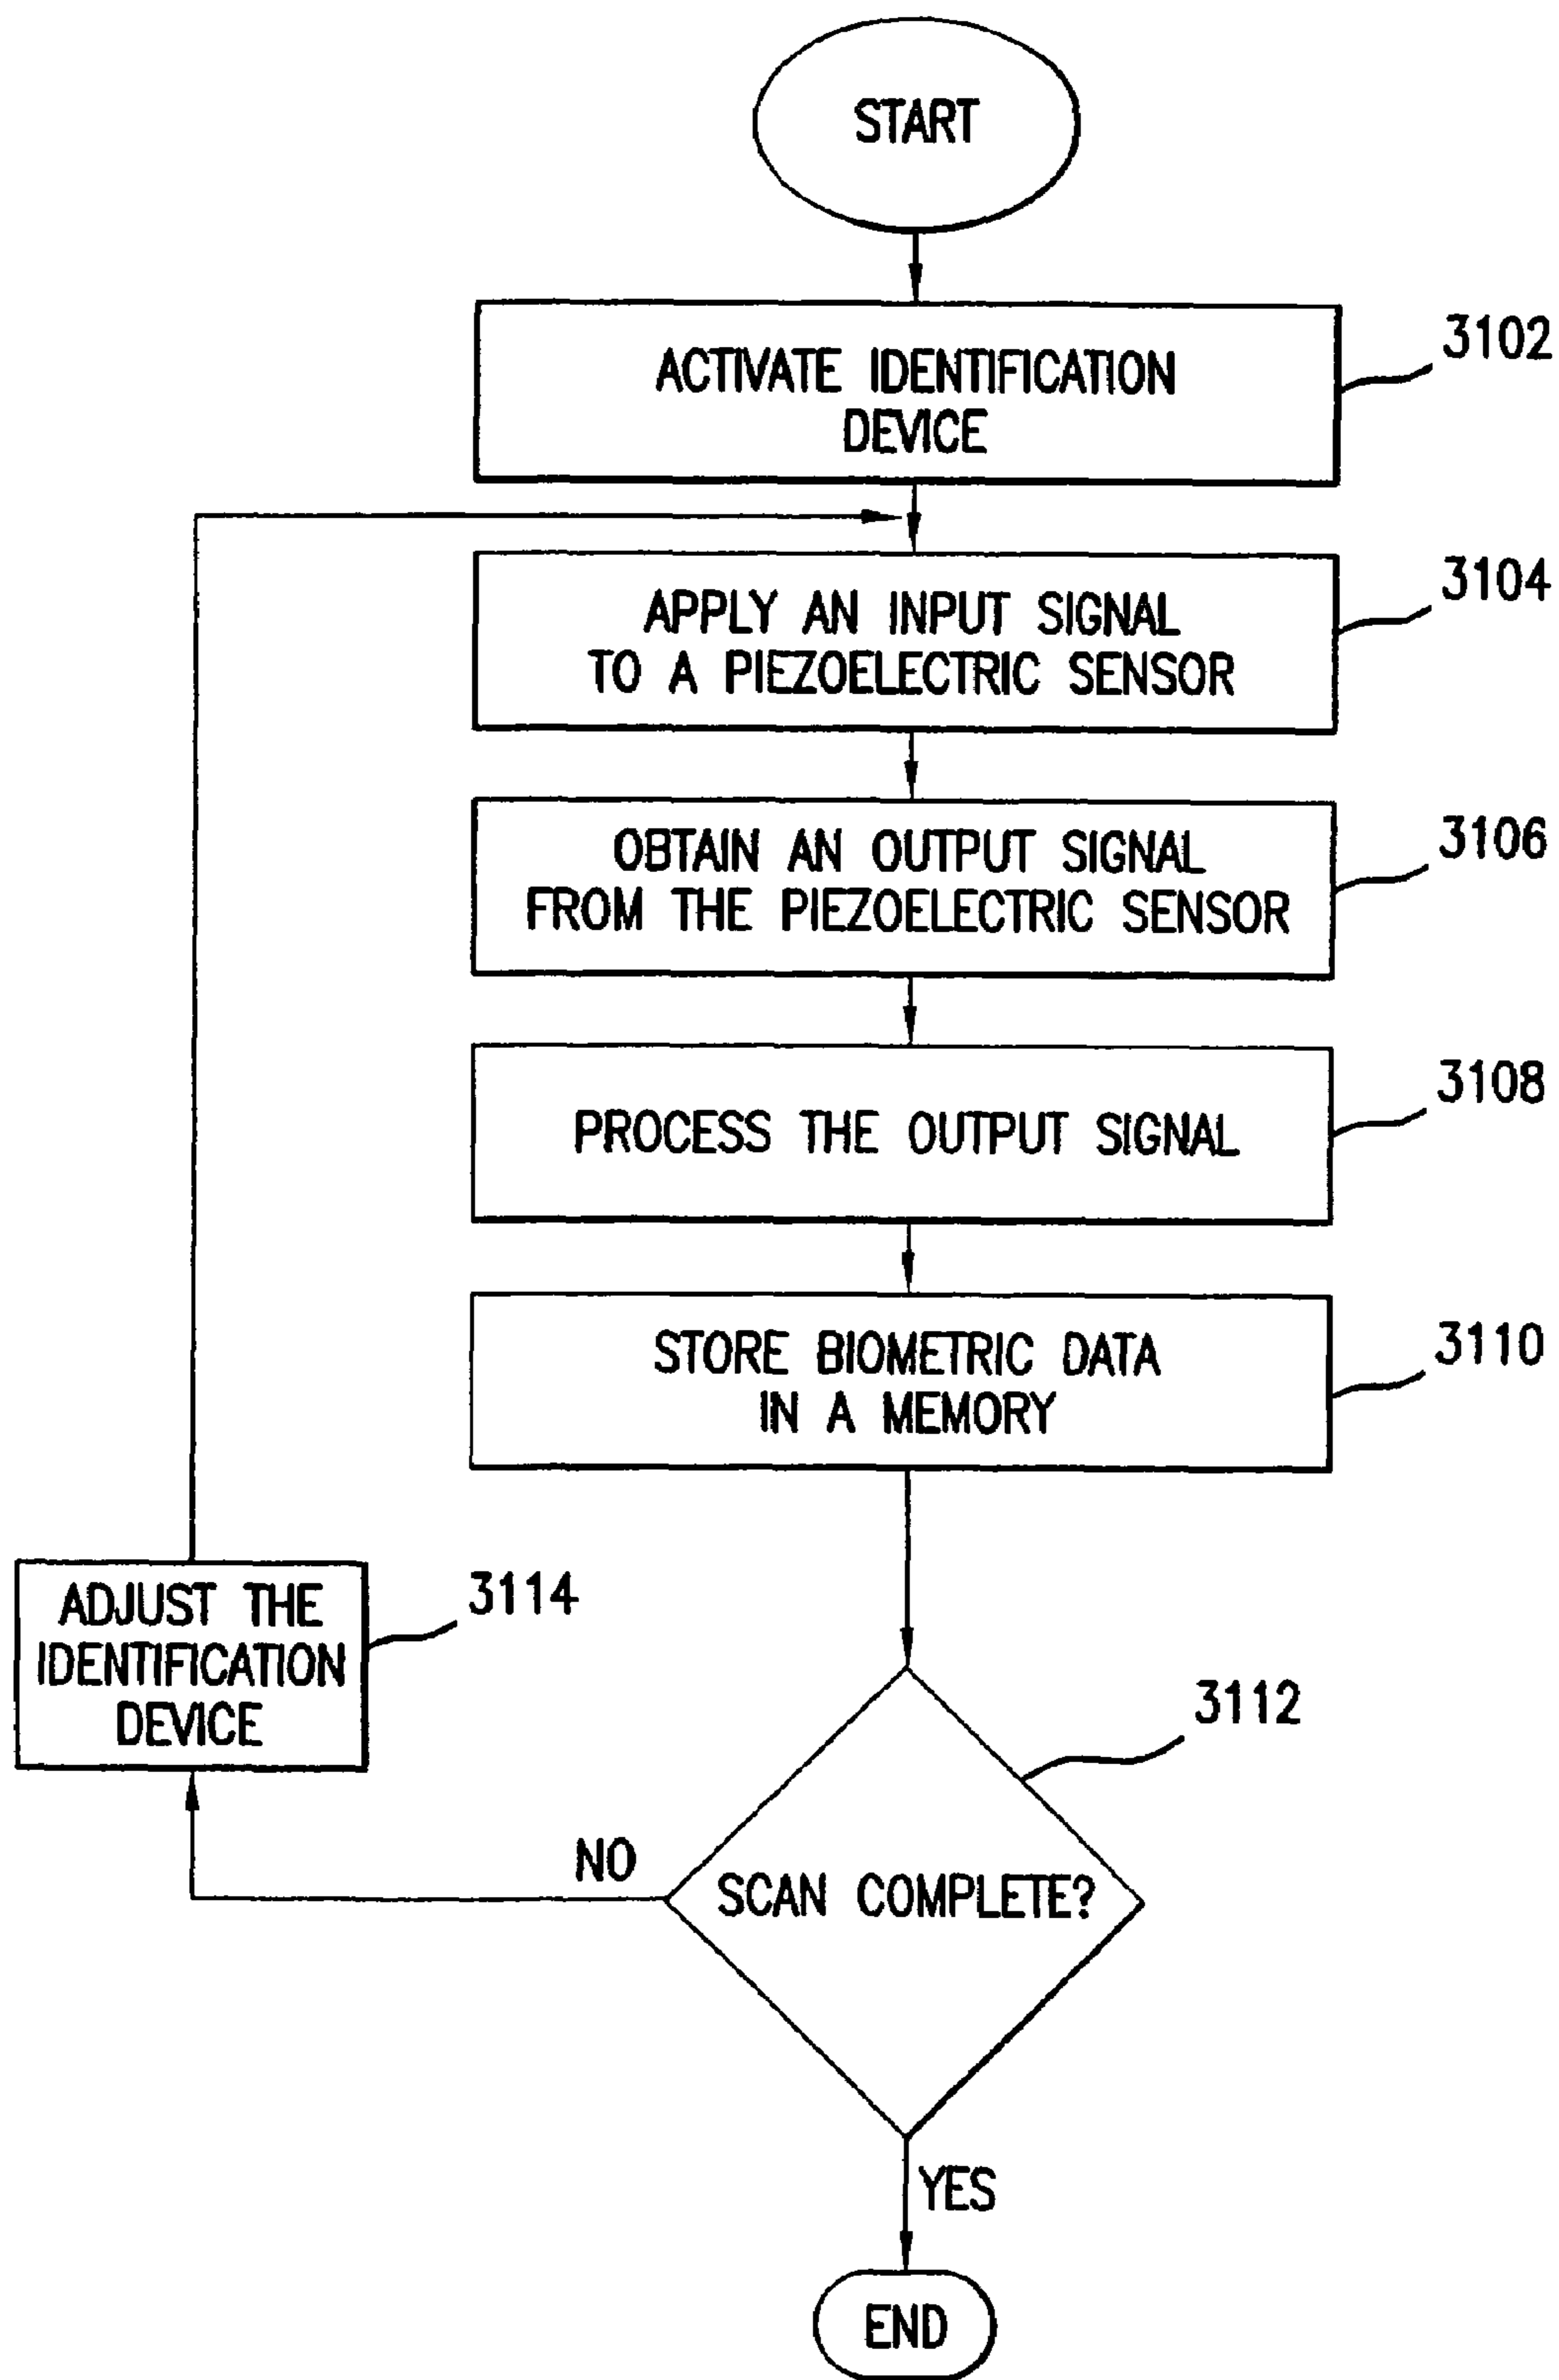 START
ACTIVATE IDENTIFICATION
DEVICE
3102
APPLY AN INPUT SIGNAL
TO A PIEZOELECTRIC SENSOR
3104
OBTAIN AN OUTPUT SIGNAL
FROM THE PIEZOELECTRIC SENSOR
3106
PROCESS THE OUTPUT SIGNAL
3108
STORE BIOMETRIC DATA
IN A MEMORY
3110
ADJUST THE
IDENTIFICATION
DEVICE
3114
3112
NO
SCAN COMPLETE?
YES
END